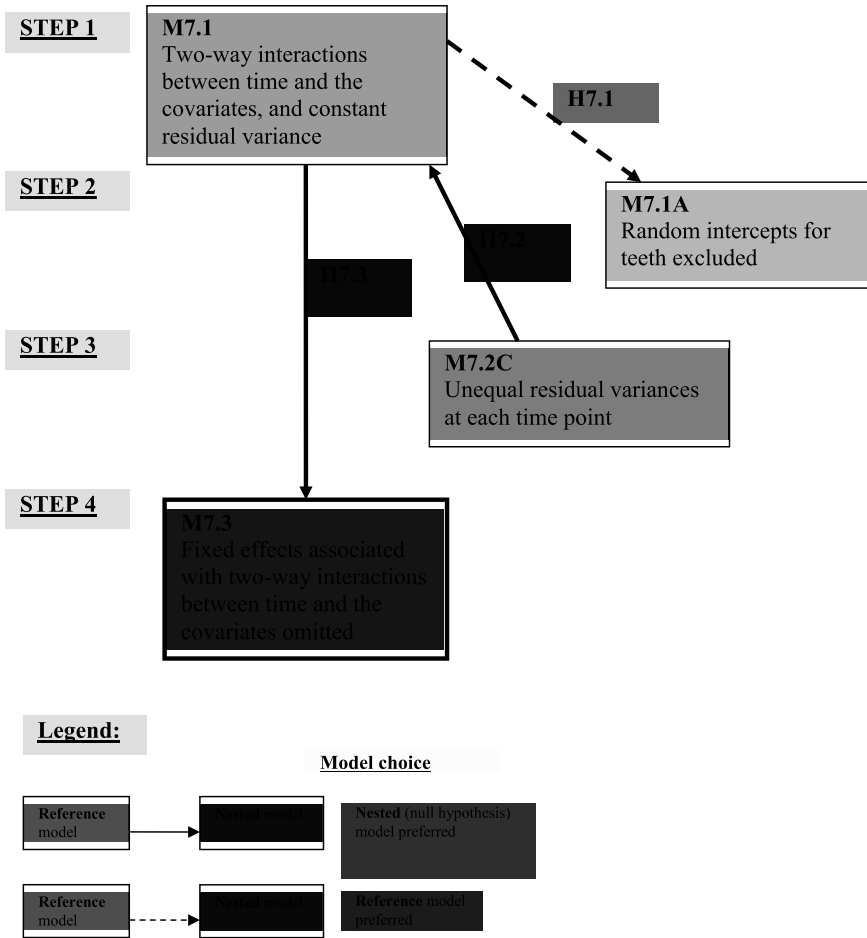 STEP 1
M7.1
Two-way interactions
between time and the
covariates, and constant
residual variance
H7.1
STEP 2
M7.1A
Random intercepts for
teeth excluded
H7.2
H7.3
STEP 3
M7.2C
Unequal residual variances
at each time point
STEP 4
M7.3
Fixed effects associated
with two-way interactions
between time and the
covariates omitted
Legend:
Model choice
Reference
model
Nested model
Nested (null hypothesis)
model preferred
Reference
model
Nested model
Reference model
preferred